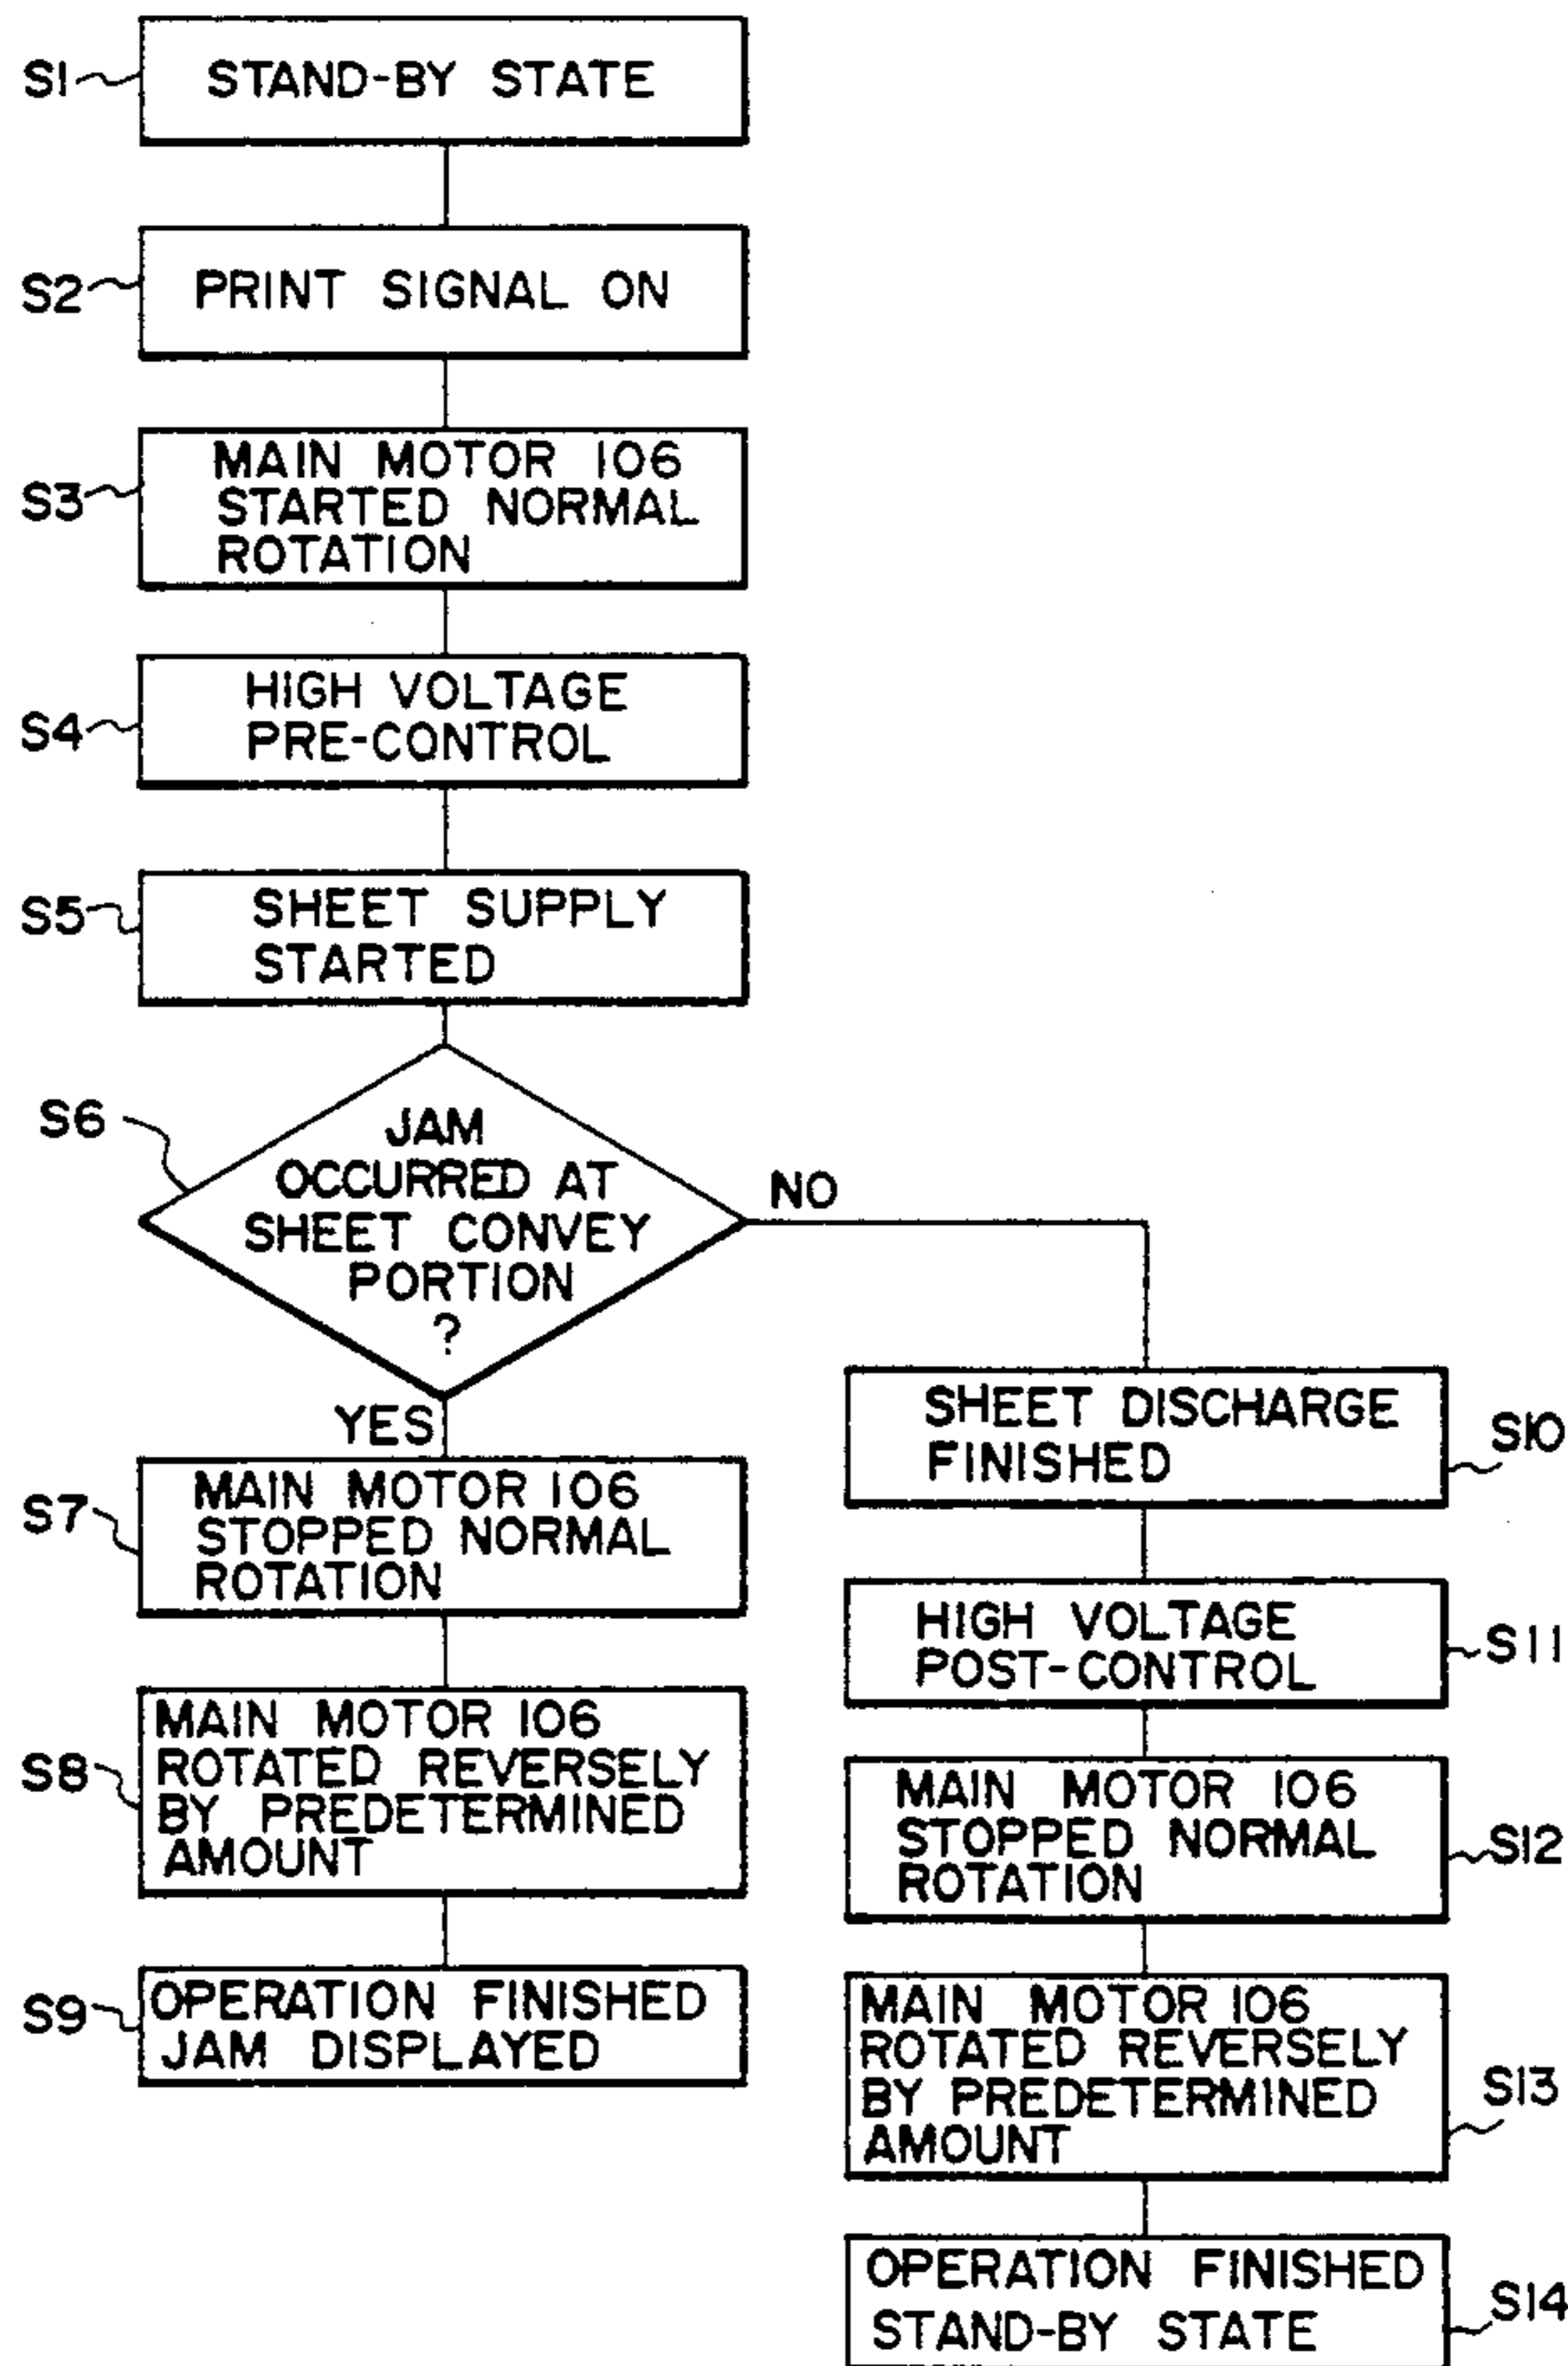 S1
STAND-BY STATE
S2
PRINT SIGNAL ON
S3
MAIN MOTOR 106
STARTED NORMAL
ROTATION
S4
HIGH VOLTAGE
PRE-CONTROL
S5
SHEET SUPPLY
STARTED
S6
JAM
OCCURRED AT
SHEET CONVEY
PORTION
?
NO
YES
S7
MAIN MOTOR 106
STOPPED NORMAL
ROTATION
S8
MAIN MOTOR 106
ROTATED REVERSELY
BY PREDETERMINED
AMOUNT
S9
OPERATION FINISHED
JAM DISPLAYED
SHEET DISCHARGE
FINISHED
S10
HIGH VOLTAGE
POST-CONTROL
S11
MAIN MOTOR 106
STOPPED NORMAL
ROTATION
S12
MAIN MOTOR 106
ROTATED REVERSELY
BY PREDETERMINED
AMOUNT
S13
OPERATION FINISHED
STAND-BY STATE
S14